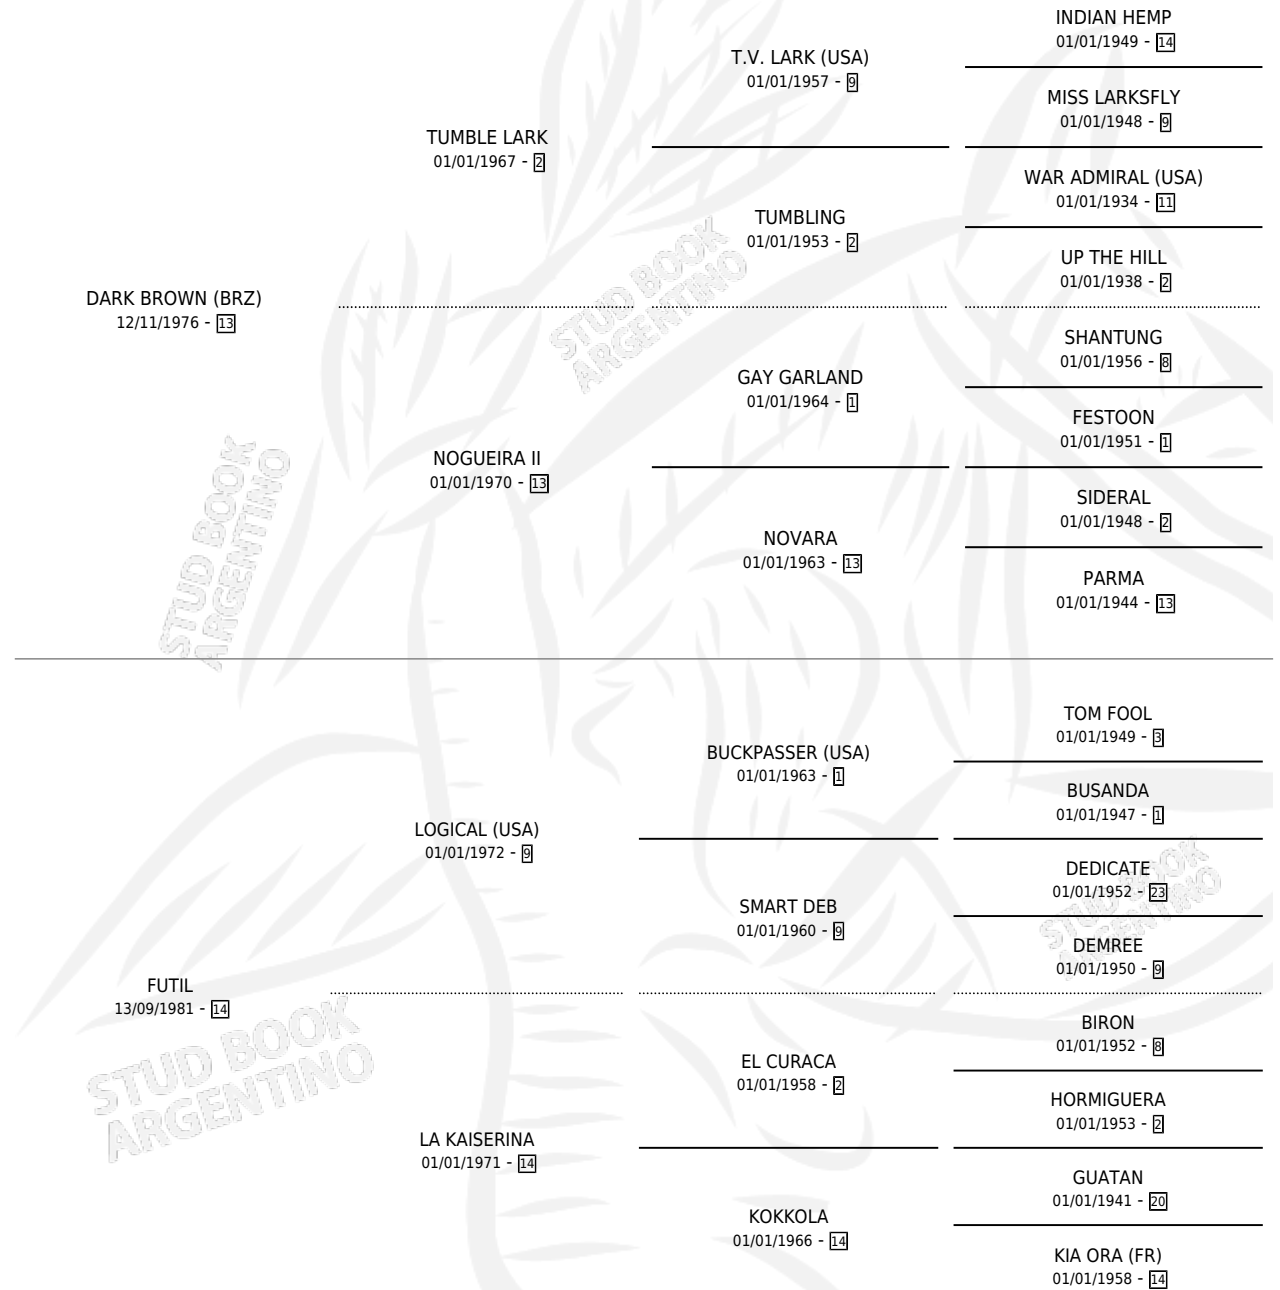 INDIAN HEMP
01/01/1949 - 14
T.V. LARK (USA)
01/01/1957 - 9
MISS LARKSFLY
01/01/1948 - 9
TUMBLE LARK
01/01/1967 - 2
WAR ADMIRAL (USA)
01/01/1934 - 11
TUMBLING
01/01/1953 - 2
UP THE HILL
01/01/1938 - 2
DARK BROWN (BRZ)
12/11/1976 - 13
STUD BOOK
ARGENTINO
SHANTUNG
01/01/1956 - 8
GAY GARLAND
01/01/1964 - 1
FESTOON
01/01/1951 - 1
NOGUEIRA II
01/01/1970 - 13
SIDERAL
01/01/1948 - 2
NOVARA
01/01/1963 - 13
PARMA
01/01/1944 - 13
STUD BOOK
ARGENTINO
TOM FOOL
01/01/1949 - 3
BUCKPASSER (USA)
01/01/1963 - 1
BUSANDA
01/01/1947 - 1
LOGICAL (USA)
01/01/1972 - 9
DEDICATE
01/01/1952 - 23
SMART DEB
01/01/1960 - 9
STUD BOOK
ARGENTINO
DEMREE
01/01/1950 - 9
FUTIL
13/09/1981 - 14
STUD BOOK
ARGENTINO
BIRON
01/01/1952 - 8
EL CURACA
01/01/1958 - 2
HORMIGUERA
01/01/1953 - 2
LA KAISERINA
01/01/1971 - 14
GUATAN
01/01/1941 - 20
KOKKOLA
01/01/1966 - 14
KIA ORA (FR)
01/01/1958 - 14